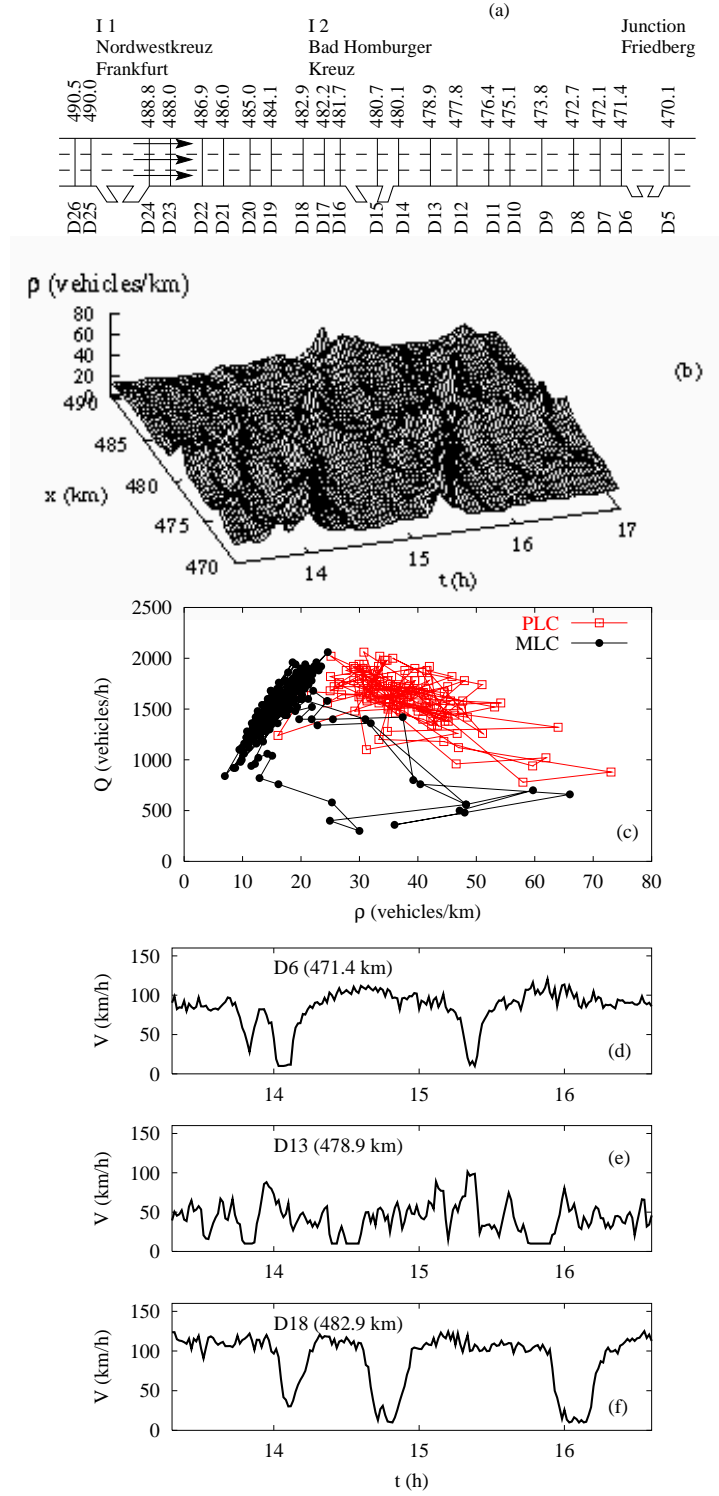 (a)
I 1 I 2 Junction
Nordwestkreuz Bad Homburger Friedberg
Frankfurt Kreuz
490.5 490.0 488.8 488.0 486.9 486.0 485.0 484.1 482.9 482.2 481.7 480.7 480.1 478.9 477.8 476.4 475.1 473.8 472.7 472.1 471.4 470.1
D26 D25 D24 D23 D22 D21 D20 D19 D18 D17 D16 D15 D14 D13 D12 D11 D10 D9 D8 D7 D6 D5
ρ (vehicles/km)
80
60
40
20
0
(b)
490
485
480
475
470
x (km)
14 15 16 17
t (h)
2500
2000
1500
1000
500
0
Q (vehicles/h)
PLC
MLC
(c)
0 10 20 30 40 50 60 70 80
ρ (vehicles/km)
150
100
50
0
V (km/h)
D6 (471.4 km)
(d)
14 15 16
150
100
50
0
V (km/h)
D13 (478.9 km)
(e)
14 15 16
150
100
50
0
V (km/h)
D18 (482.9 km)
(f)
14 15 16
t (h)